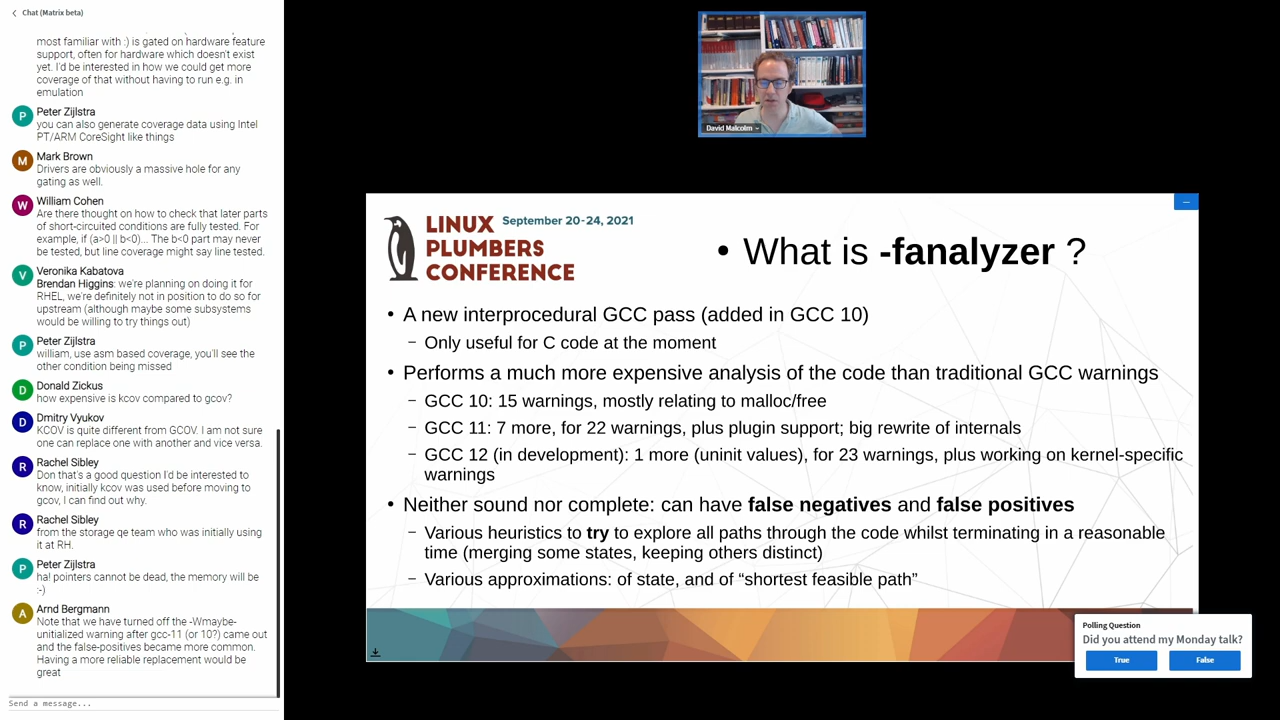 Chat (Matrix beta)
most familiar with :) is gated on hardware feature
support, often for hardware which doesn't exist
yet. I'd be interested in how we could get more
coverage of that without having to run e.g. in
emulation
P
Peter Zijlstra
you can also generate coverage data using Intel
PT/ARM CoreSight like things
M
Mark Brown
Drivers are obviously a massive hole for any
gating as well.
W
William Cohen
Are there thought on how to check that later parts
of short-circuited conditions are fully tested. For
example, if (a>0 || b<0)... The b<0 part may never
be tested, but line coverage might say line tested.
V
Veronika Kabatova
Brendan Higgins: we're planning on doing it for
RHEL, we're definitely not in position to do so for
upstream (although maybe some subsystems
would be willing to try things out)
P
Peter Zijlstra
william, use asm based coverage, you'll see the
other condition being missed
D
Donald Zickus
how expensive is kcov compared to gcov?
D
Dmitry Vyukov
KCOV is quite different from GCOV. I am not sure
one can replace one with another and vice versa.
R
Rachel Sibley
Don that's a good question I'd be interested to
know, initially kcov was used before moving to
gcov, I can find out why.
R
Rachel Sibley
from the storage qe team who was initially using
it at RH.
P
Peter Zijlstra
ha! pointers cannot be dead, the memory will be
:-)
A
Arnd Bergmann
Note that we have turned off the -Wmaybe-
unitialized warning after gcc-11 (or 10?) came out
and the false-positives became more common.
Having a more reliable replacement would be
great
Send a message...
David Malcolm
LINUX September 20-24, 2021
PLUMBERS
CONFERENCE
• What is -fanalyzer ?
• A new interprocedural GCC pass (added in GCC 10)
– Only useful for C code at the moment
• Performs a much more expensive analysis of the code than traditional GCC warnings
– GCC 10: 15 warnings, mostly relating to malloc/free
– GCC 11: 7 more, for 22 warnings, plus plugin support; big rewrite of internals
– GCC 12 (in development): 1 more (uninit values), for 23 warnings, plus working on kernel-specific
warnings
• Neither sound nor complete: can have false negatives and false positives
– Various heuristics to try to explore all paths through the code whilst terminating in a reasonable
time (merging some states, keeping others distinct)
– Various approximations: of state, and of “shortest feasible path”
Polling Question
Did you attend my Monday talk?
True False